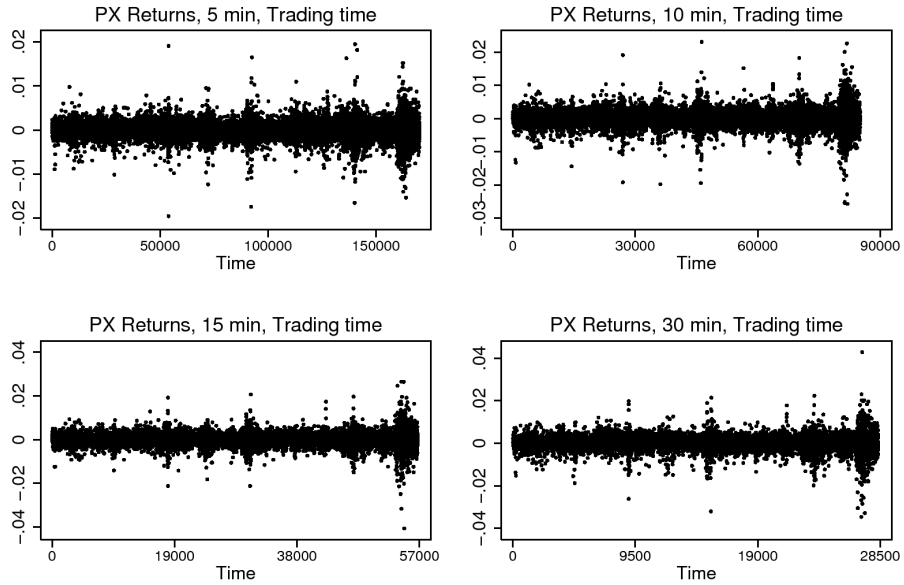 PX Returns, 5 min, Trading time
.02
.01
0
−.01
−.02
0 50000 100000 150000
Time
PX Returns, 10 min, Trading time
.02
.01
0
−.01
−.02
−.03
0 30000 60000 90000
Time
PX Returns, 15 min, Trading time
.04
.02
0
−.02
−.04
0 19000 38000 57000
Time
PX Returns, 30 min, Trading time
.04
.02
0
−.02
−.04
0 9500 19000 28500
Time